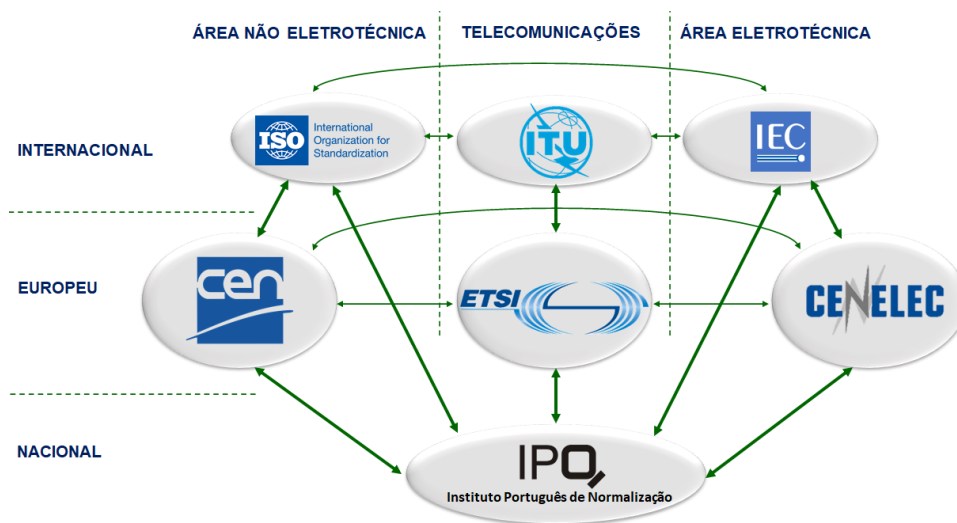 ÁREA NÃO ELETROTÉCNICA
TELECOMUNICAÇÕES
ÁREA ELETROTÉCNICA
INTERNACIONAL
ISO
International
Organization for
Standardization
ITU
IEC
EUROPEU
cen
ETSI
CENELEC
NACIONAL
IPQ
Instituto Português de Normalização